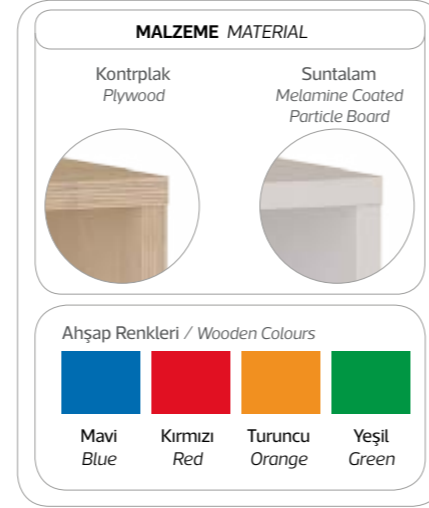 MALZEME MATERIAL
Kontrplak
Plywood
Suntalam
Melamine Coated
Particle Board
Ahşap Renkleri / Wooden Colours
Mavi
Blue
Kırmızı
Red
Turuncu
Orange
Yeşil
Green